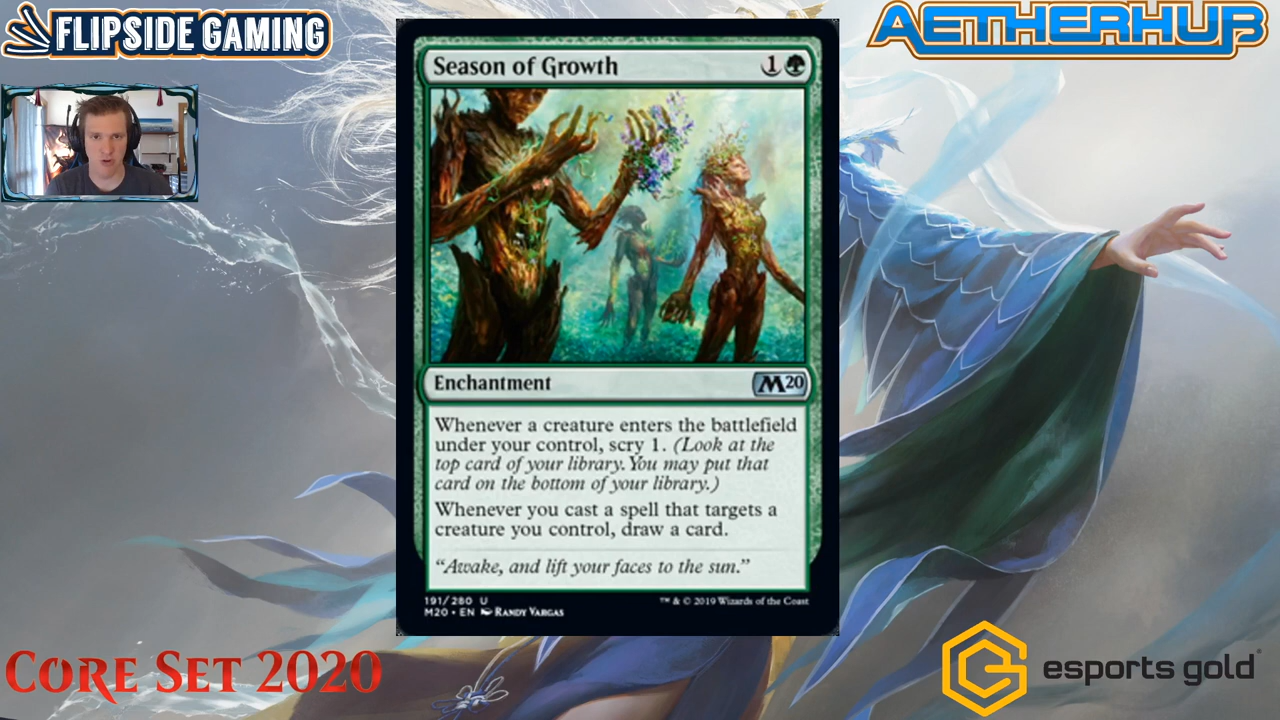 FLIPSIDE GAMING
AETHERHUB
Season of Growth 1
Enchantment M20
Whenever a creature enters the battlefield
under your control, scry 1. (Look at the
top card of your library. You may put that
card on the bottom of your library.)
Whenever you cast a spell that targets a
creature you control, draw a card.
"Awake, and lift your faces to the sun."
191/280 U
M20 • EN RANDY VARGAS
™ & © 2019 Wizards of the Coast
CORE SET 2020
esports gold